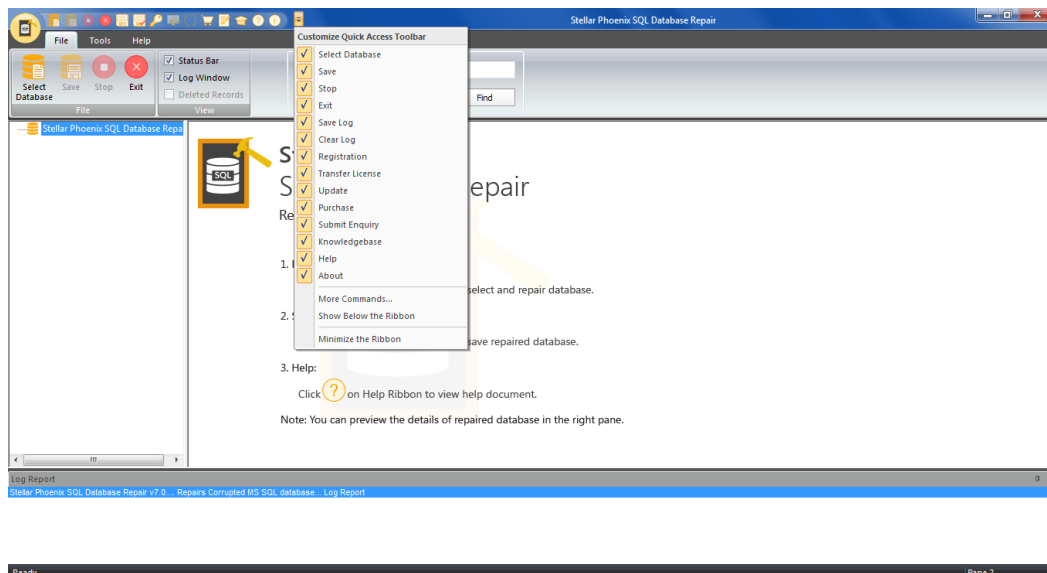 Stellar Phoenix SQL Database Repair
File Tools Help
Customize Quick Access Toolbar
Select Database
Save
Stop
Exit
Save Log
Clear Log
Registration
Transfer License
Update
Purchase
Submit Enquiry
Knowledgebase
Help
About
More Commands...
Show Below the Ribbon
Minimize the Ribbon
Select Database
Save
Stop
Exit
File
Status Bar
Log Window
Deleted Records
View
Find
Stellar Phoenix SQL Database Repa
SQL
S
S epair
Re
1.
select and repair database.
2. S
save repaired database.
3. Help:
Click ? on Help Ribbon to view help document.
Note: You can preview the details of repaired database in the right pane.
Log Report
Stellar Phoenix SQL Database Repair v7.0.... Repairs Corrupted MS SQL database... Log Report
Ready
Pane 2